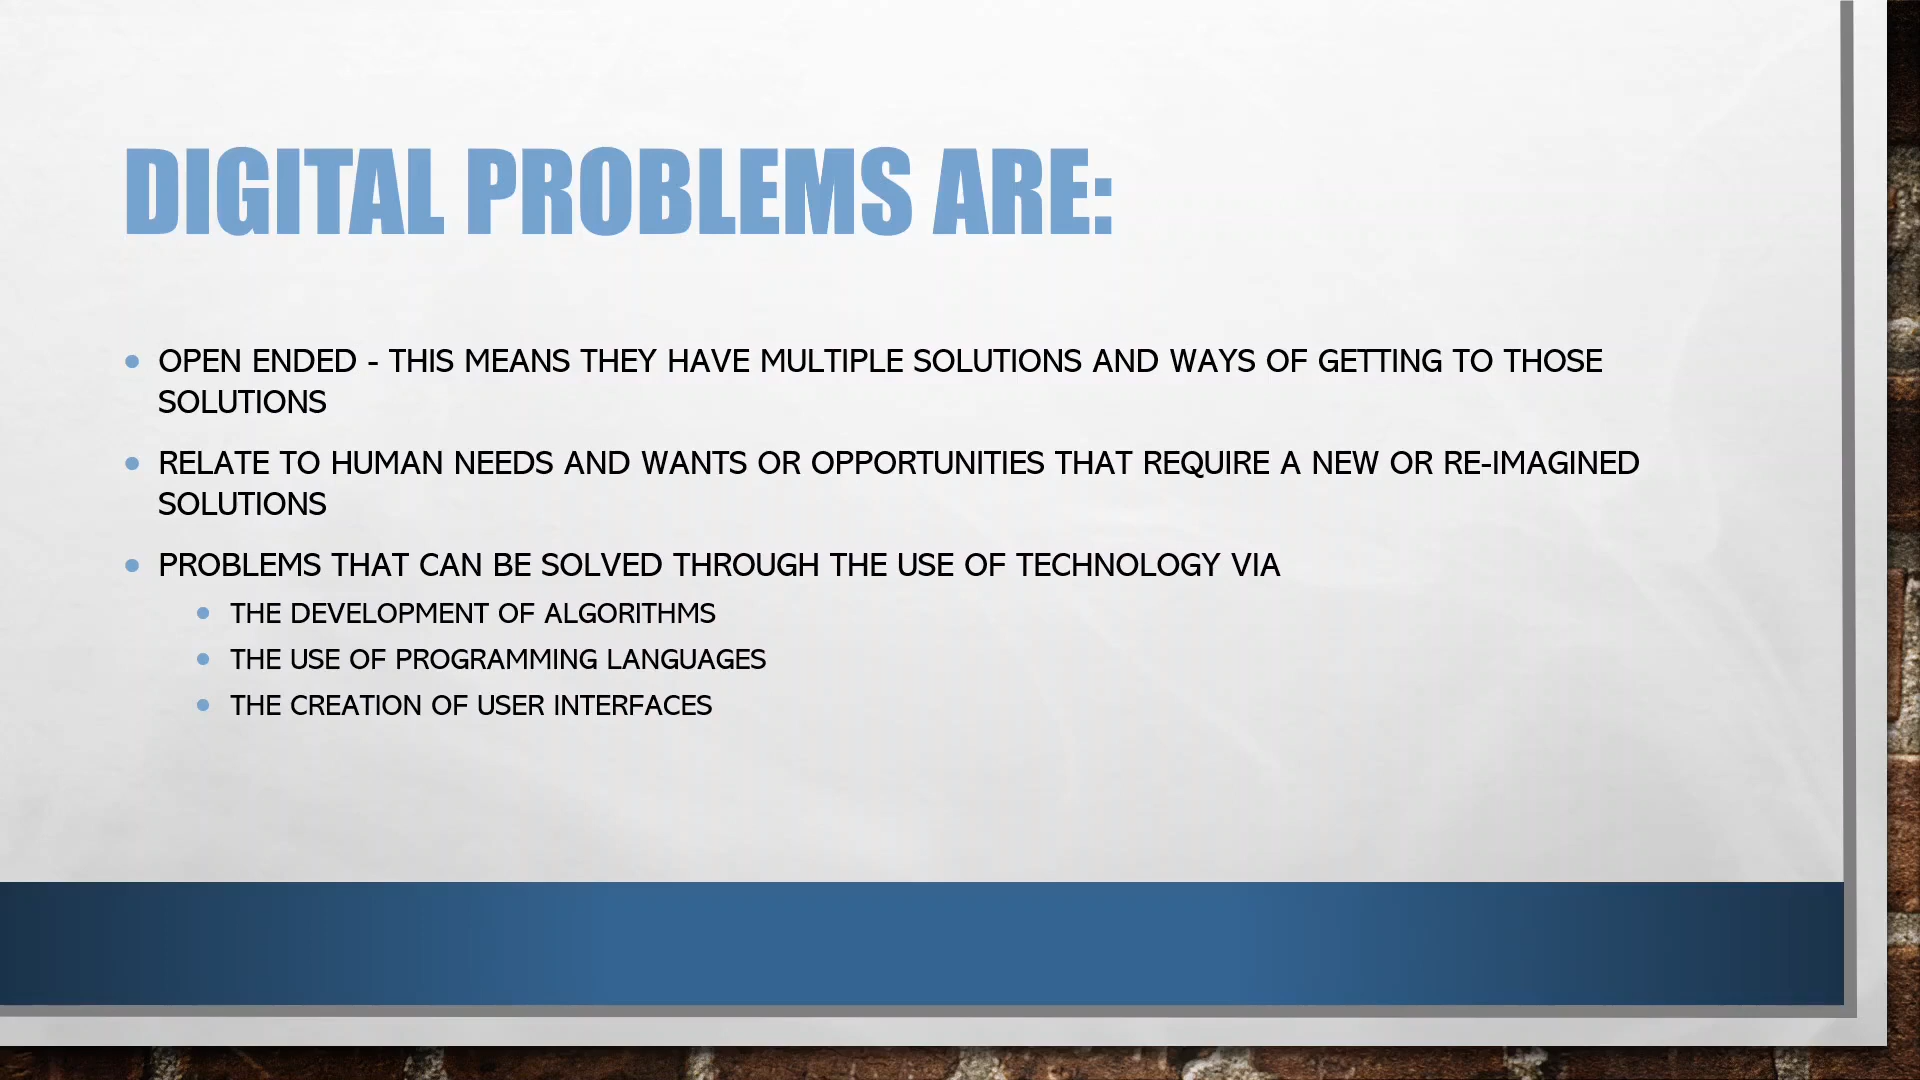 DIGITAL PROBLEMS ARE:
• OPEN ENDED - THIS MEANS THEY HAVE MULTIPLE SOLUTIONS AND WAYS OF GETTING TO THOSE
SOLUTIONS
• RELATE TO HUMAN NEEDS AND WANTS OR OPPORTUNITIES THAT REQUIRE A NEW OR RE-IMAGINED
SOLUTIONS
• PROBLEMS THAT CAN BE SOLVED THROUGH THE USE OF TECHNOLOGY VIA
• THE DEVELOPMENT OF ALGORITHMS
• THE USE OF PROGRAMMING LANGUAGES
• THE CREATION OF USER INTERFACES